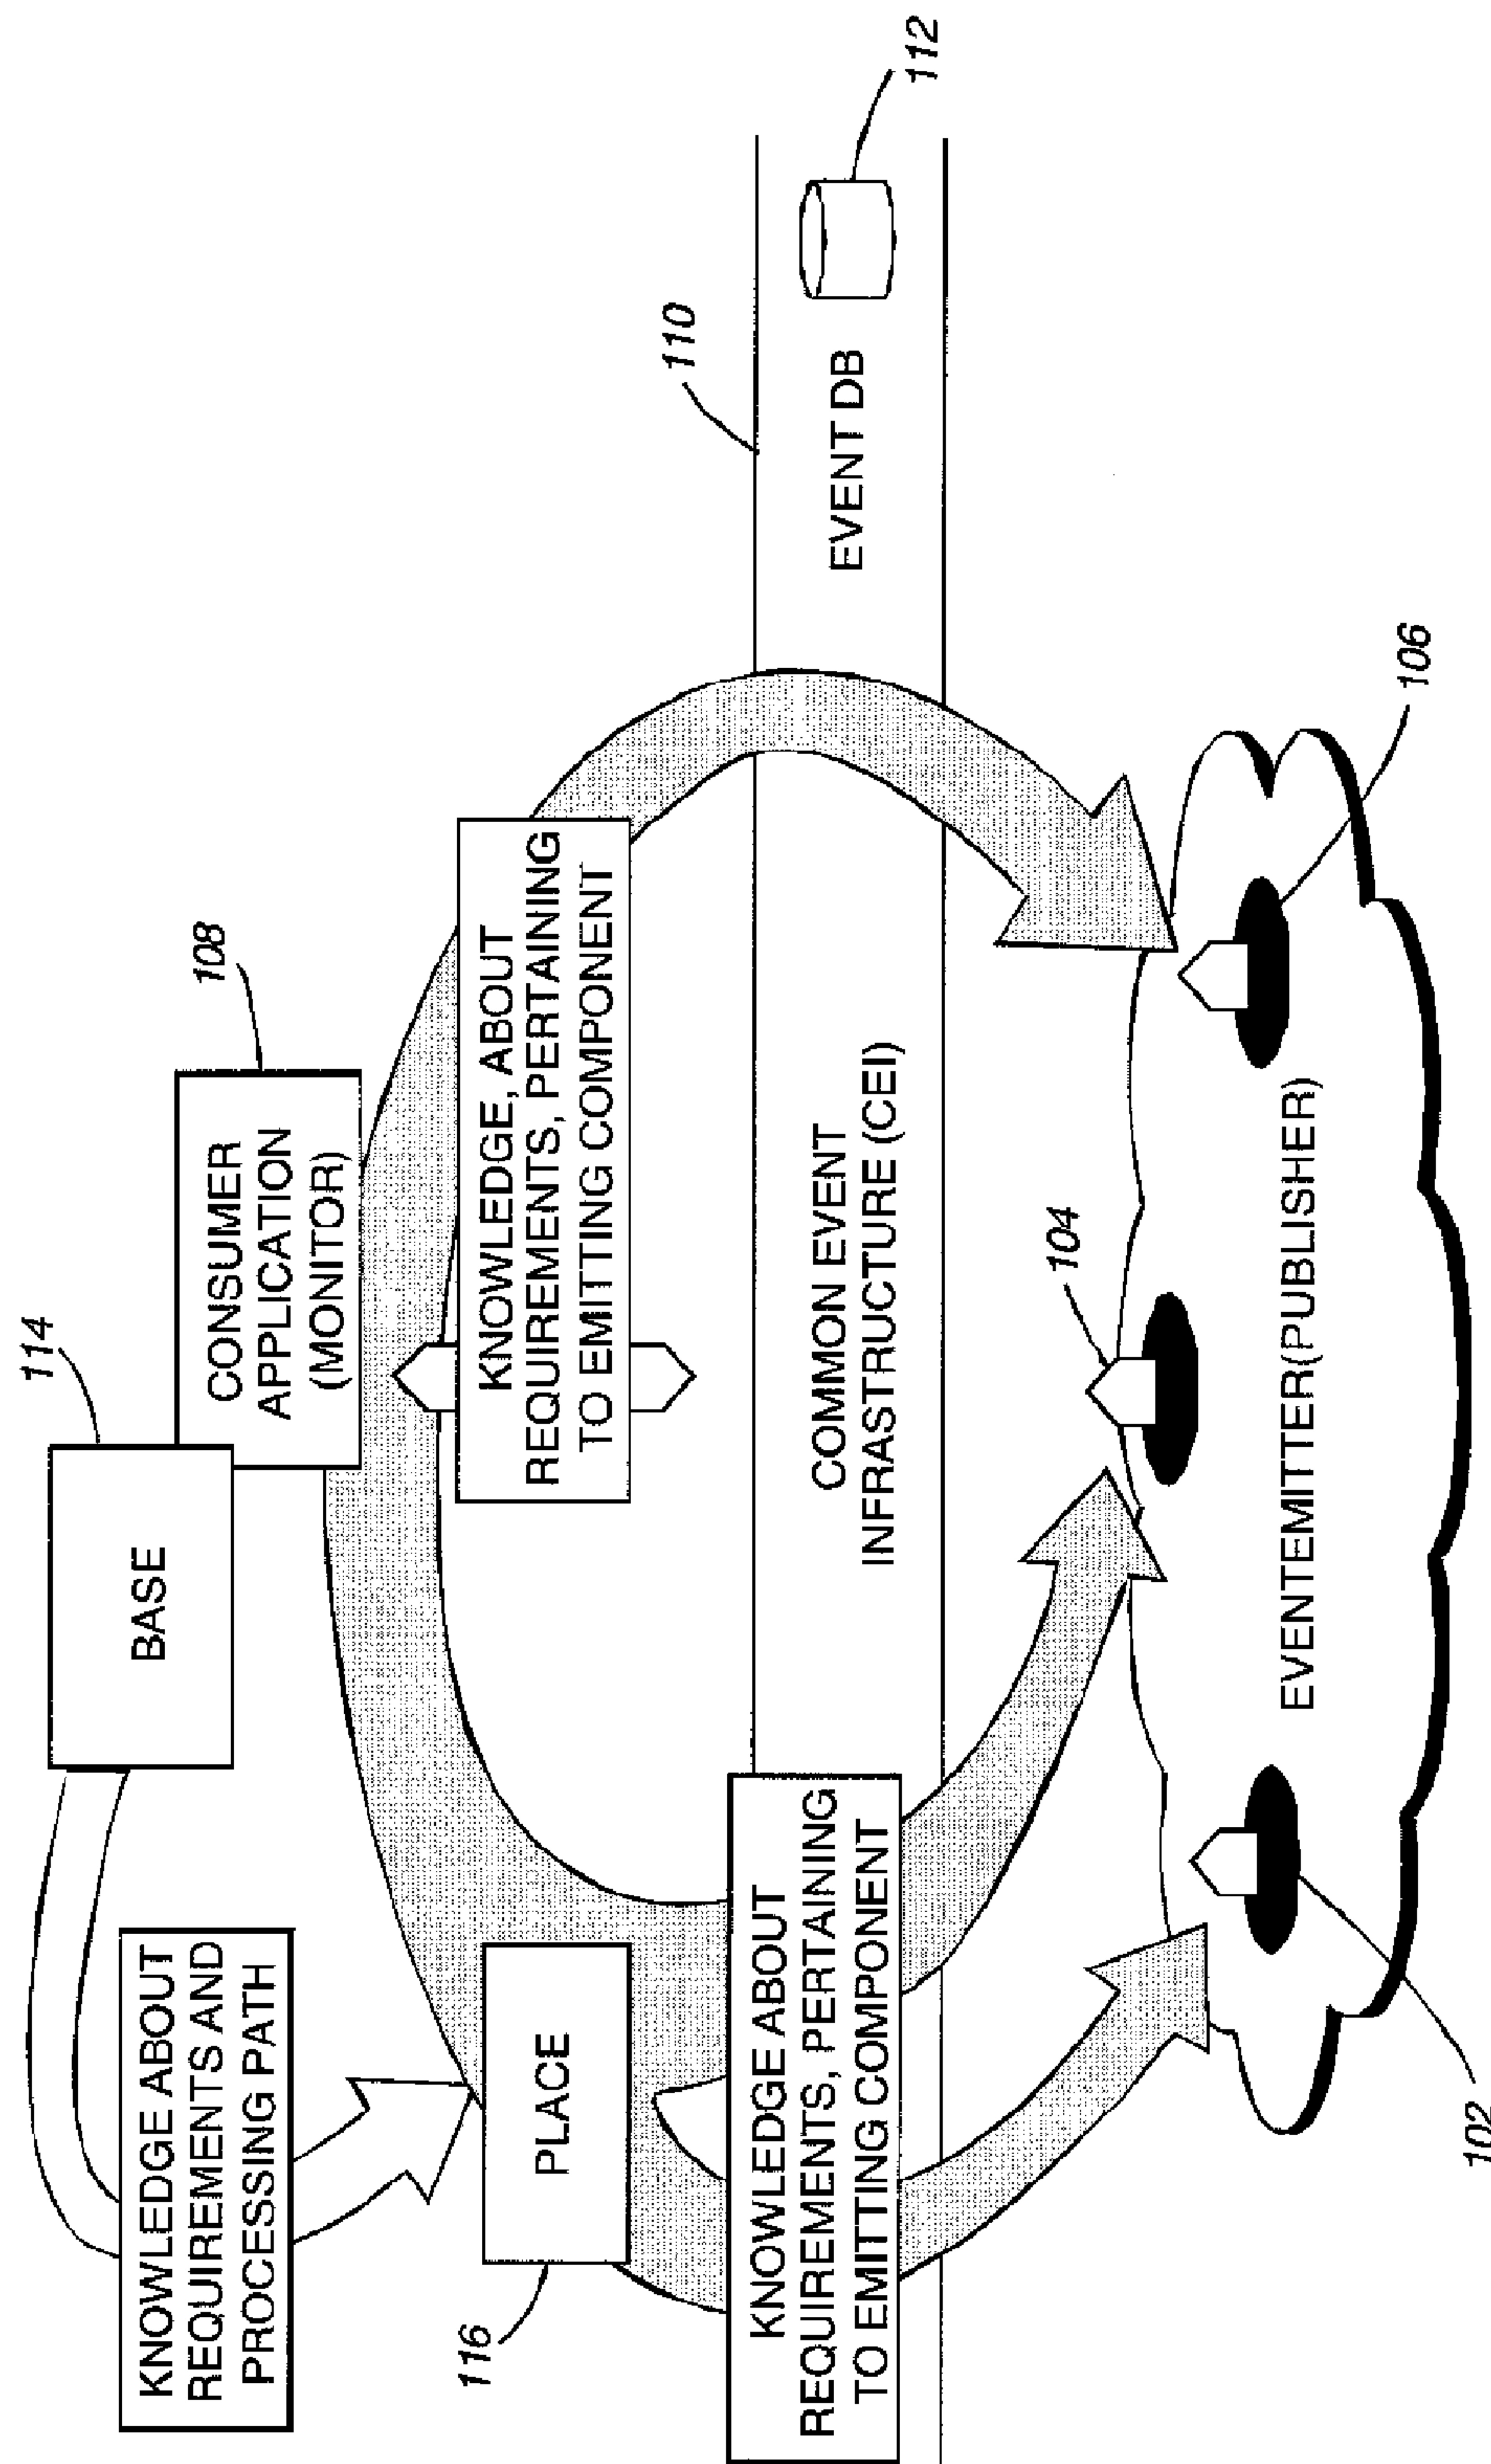 114
BASE
108
CONSUMER
APPLICATION
(MONITOR)
KNOWLEDGE ABOUT
REQUIREMENTS AND
PROCESSING PATH
116
PLACE
KNOWLEDGE, ABOUT
REQUIREMENTS, PERTAINING
TO EMITTING COMPONENT
KNOWLEDGE ABOUT
REQUIREMENTS, PERTAINING
TO EMITTING COMPONENT
COMMON EVENT
INFRASTRUCTURE (CEI)
110
EVENT DB
112
104
106
102
EVENTEMITTER(PUBLISHER)